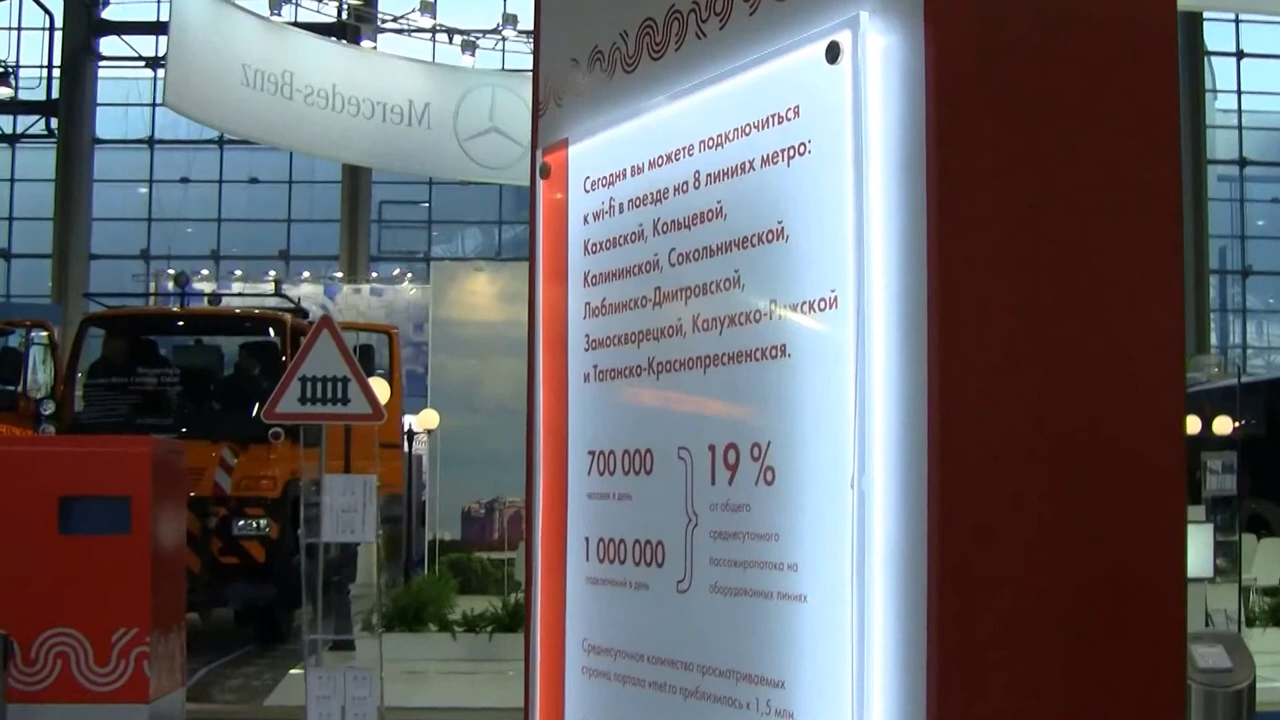 Mercedes-Benz
Сегодня вы можете подключиться
к wi-fi в поезде на 8 линиях метро:
Каховской, Кольцевой,
Калининской, Сокольнической,
Люблинско-Дмитровской,
Замоскворецкой, Калужско-Рижской
и Таганско-Краснопресненская.
700 000
человек в день
1 000 000
подключений в день
19 %
от общего
среднесуточного
пассажиропотока на
оборудованных линиях
Среднесуточное количество просматриваемых
страниц портала vmet.ro приблизилось к 1,5 млн.